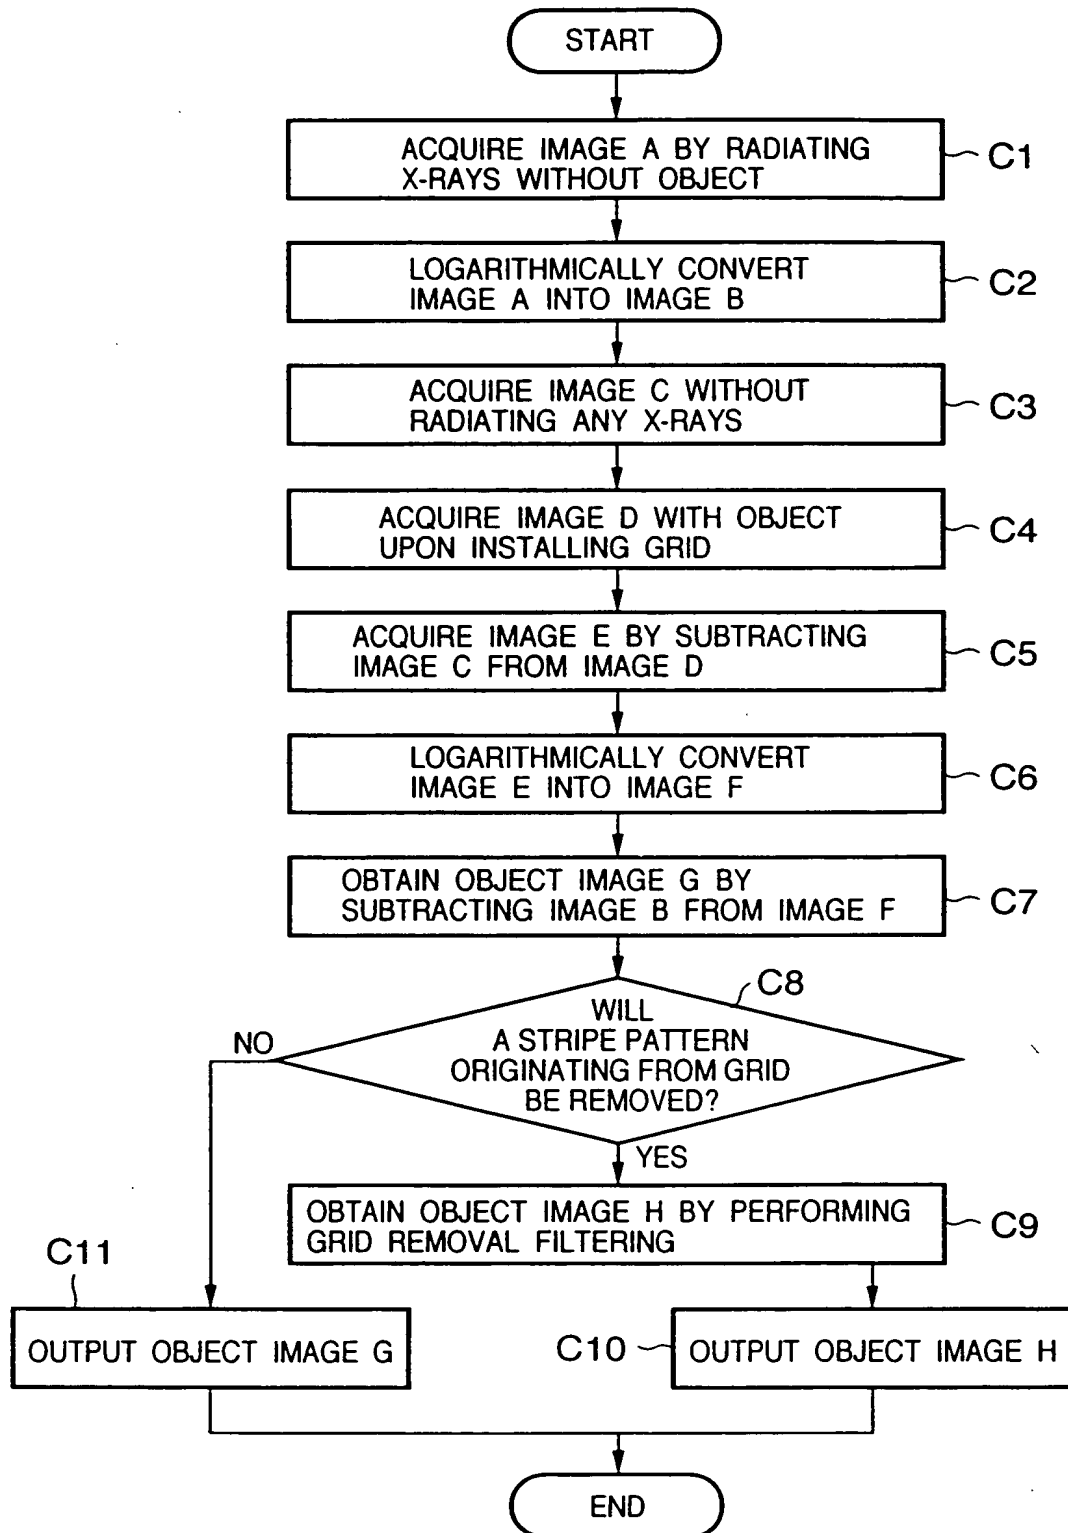 START
ACQUIRE IMAGE A BY RADIATING
X-RAYS WITHOUT OBJECT
C1
LOGARITHMICALLY CONVERT
IMAGE A INTO IMAGE B
C2
ACQUIRE IMAGE C WITHOUT
RADIATING ANY X-RAYS
C3
ACQUIRE IMAGE D WITH OBJECT
UPON INSTALLING GRID
C4
ACQUIRE IMAGE E BY SUBTRACTING
IMAGE C FROM IMAGE D
C5
LOGARITHMICALLY CONVERT
IMAGE E INTO IMAGE F
C6
OBTAIN OBJECT IMAGE G BY
SUBTRACTING IMAGE B FROM IMAGE F
C7
C8
WILL
A STRIPE PATTERN
ORIGINATING FROM GRID
BE REMOVED?
NO
YES
OBTAIN OBJECT IMAGE H BY PERFORMING
GRID REMOVAL FILTERING
C9
C11
OUTPUT OBJECT IMAGE G
C10
OUTPUT OBJECT IMAGE H
END